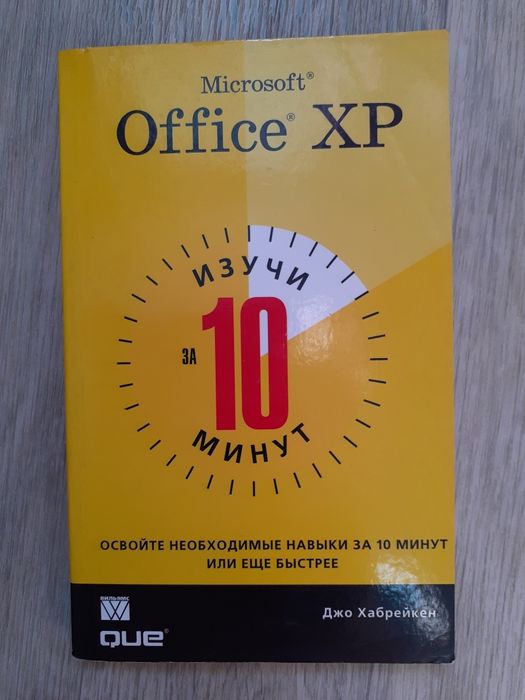 Microsoft®
Office® XP
ИЗУЧИ
ЗА 10
МИНУТ
ОСВОЙТЕ НЕОБХОДИМЫЕ НАВЫКИ ЗА 10 МИНУТ
ИЛИ ЕЩЕ БЫСТРЕЕ
ВИЛЬЯМС
W
Джо Хабрейкен
QUE®